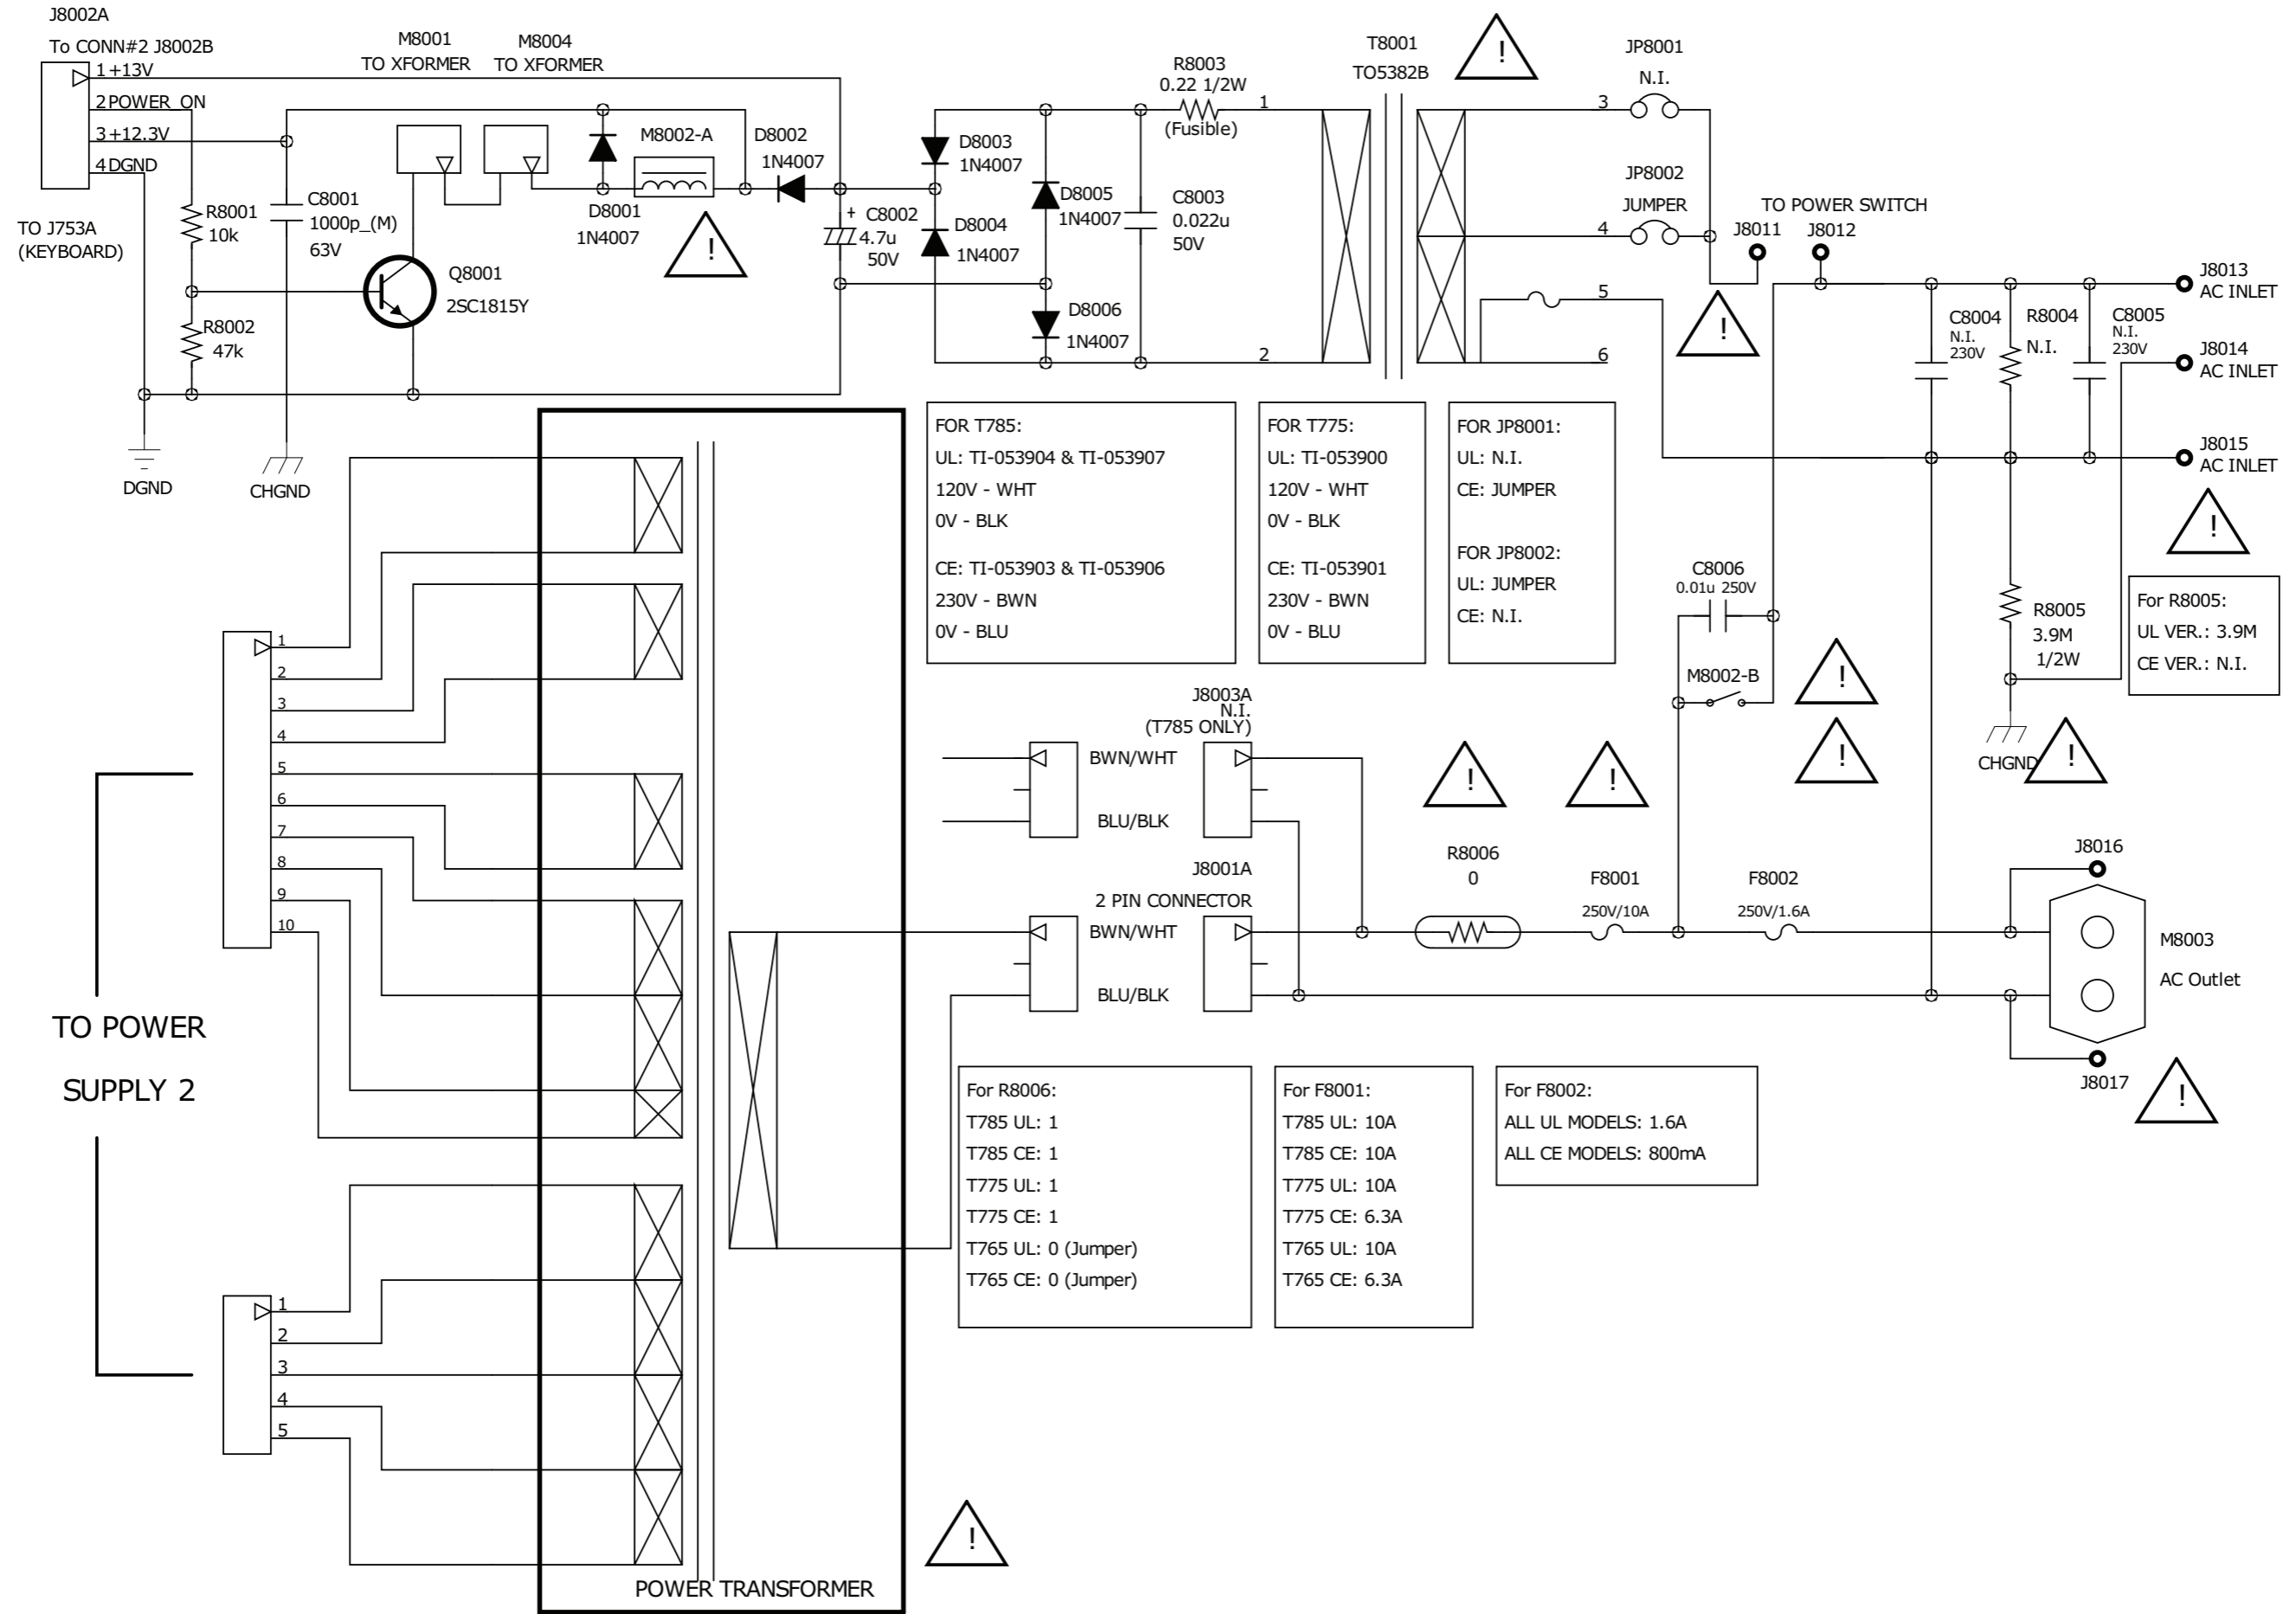 J8002A
To CONN#2 J8002B
1 +13V
2 POWER_ON
3 +12.3V
4 DGND
TO J753A
(KEYBOARD)
M8001
TO XFORMER
M8004
TO XFORMER
R8001
10k
R8002
47k
C8001
1000p_(M)
63V
Q8001
2SC1815Y
M8002-A
D8001
1N4007
!
D8002
1N4007
+
C8002
4.7u
50V
DGND
CHGND
D8003
1N4007
D8004
1N4007
D8005
1N4007
D8006
1N4007
C8003
0.022u
50V
R8003
0.22 1/2W
(Fusible)
1
2
T8001
TO5382B
!
3
4
5
6
JP8001
N.I.
JP8002
JUMPER
TO POWER SWITCH
J8011
J8012
!
C8004
N.I.
230V
R8004
N.I.
C8005
N.I.
230V
J8013
AC INLET
J8014
AC INLET
J8015
AC INLET
!
FOR T785:
UL: TI-053904 & TI-053907
120V - WHT
0V - BLK
CE: TI-053903 & TI-053906
230V - BWN
0V - BLU
FOR T775:
UL: TI-053900
120V - WHT
0V - BLK
CE: TI-053901
230V - BWN
0V - BLU
FOR JP8001:
UL: N.I.
CE: JUMPER
FOR JP8002:
UL: JUMPER
CE: N.I.
C8006
0.01u 250V
M8002-B
!
!
R8005
3.9M
1/2W
For R8005:
UL VER.: 3.9M
CE VER.: N.I.
CHGND
!
1
2
3
4
5
6
7
8
9
10
TO POWER
SUPPLY 2
1
2
3
4
5
POWER TRANSFORMER
!
J8003A
N.I.
(T785 ONLY)
BWN/WHT
BLU/BLK
J8001A
2 PIN CONNECTOR
BWN/WHT
BLU/BLK
!
!
R8006
0
F8001
250V/10A
F8002
250V/1.6A
J8016
M8003
AC Outlet
J8017
!
For R8006:
T785 UL: 1
T785 CE: 1
T775 UL: 1
T775 CE: 1
T765 UL: 0 (Jumper)
T765 CE: 0 (Jumper)
For F8001:
T785 UL: 10A
T785 CE: 10A
T775 UL: 10A
T775 CE: 6.3A
T765 UL: 10A
T765 CE: 6.3A
For F8002:
ALL UL MODELS: 1.6A
ALL CE MODELS: 800mA